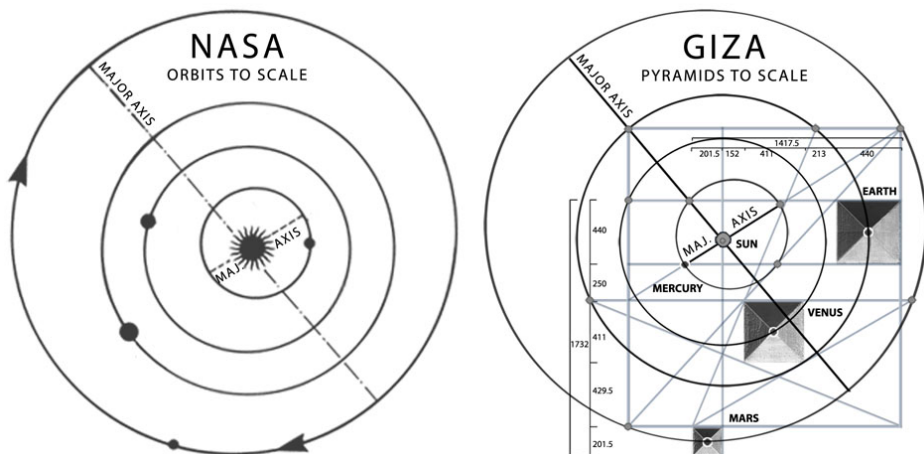 NASA
ORBITS TO SCALE
MAJOR AXIS
MAJ. AXIS
GIZA
PYRAMIDS TO SCALE
MAJOR AXIS
1417.5
201.5 152 411 213 440
EARTH
MAJ. AXIS
SUN
440
MERCURY
250
VENUS
1732
411
429.5
MARS
201.5